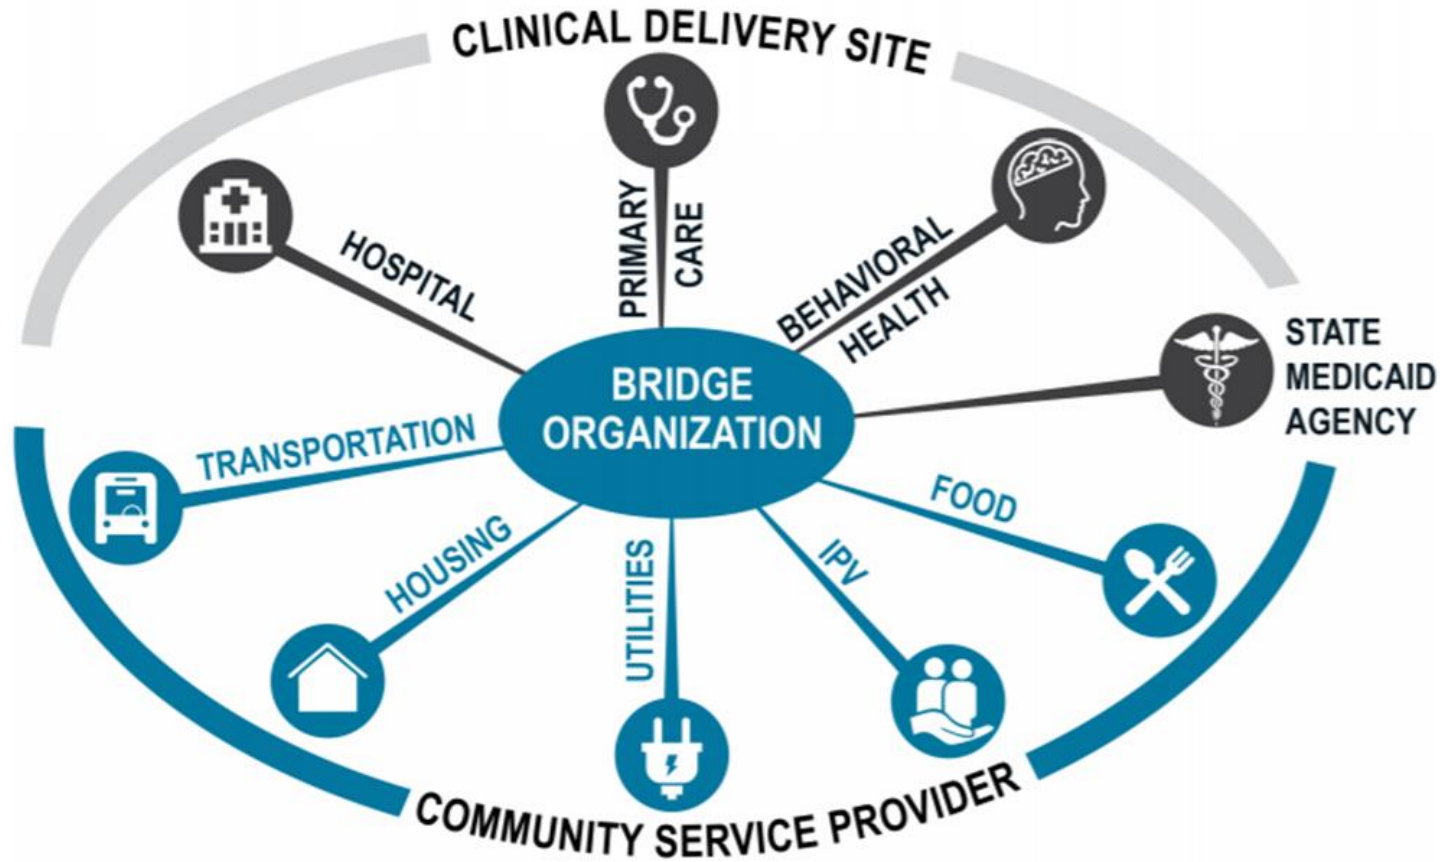 CLINICAL DELIVERY SITE
HOSPITAL
PRIMARY
CARE
BEHAVIORAL
HEALTH
STATE
MEDICAID
AGENCY
BRIDGE
ORGANIZATION
TRANSPORTATION
HOUSING
UTILITIES
IPV
FOOD
COMMUNITY SERVICE PROVIDER